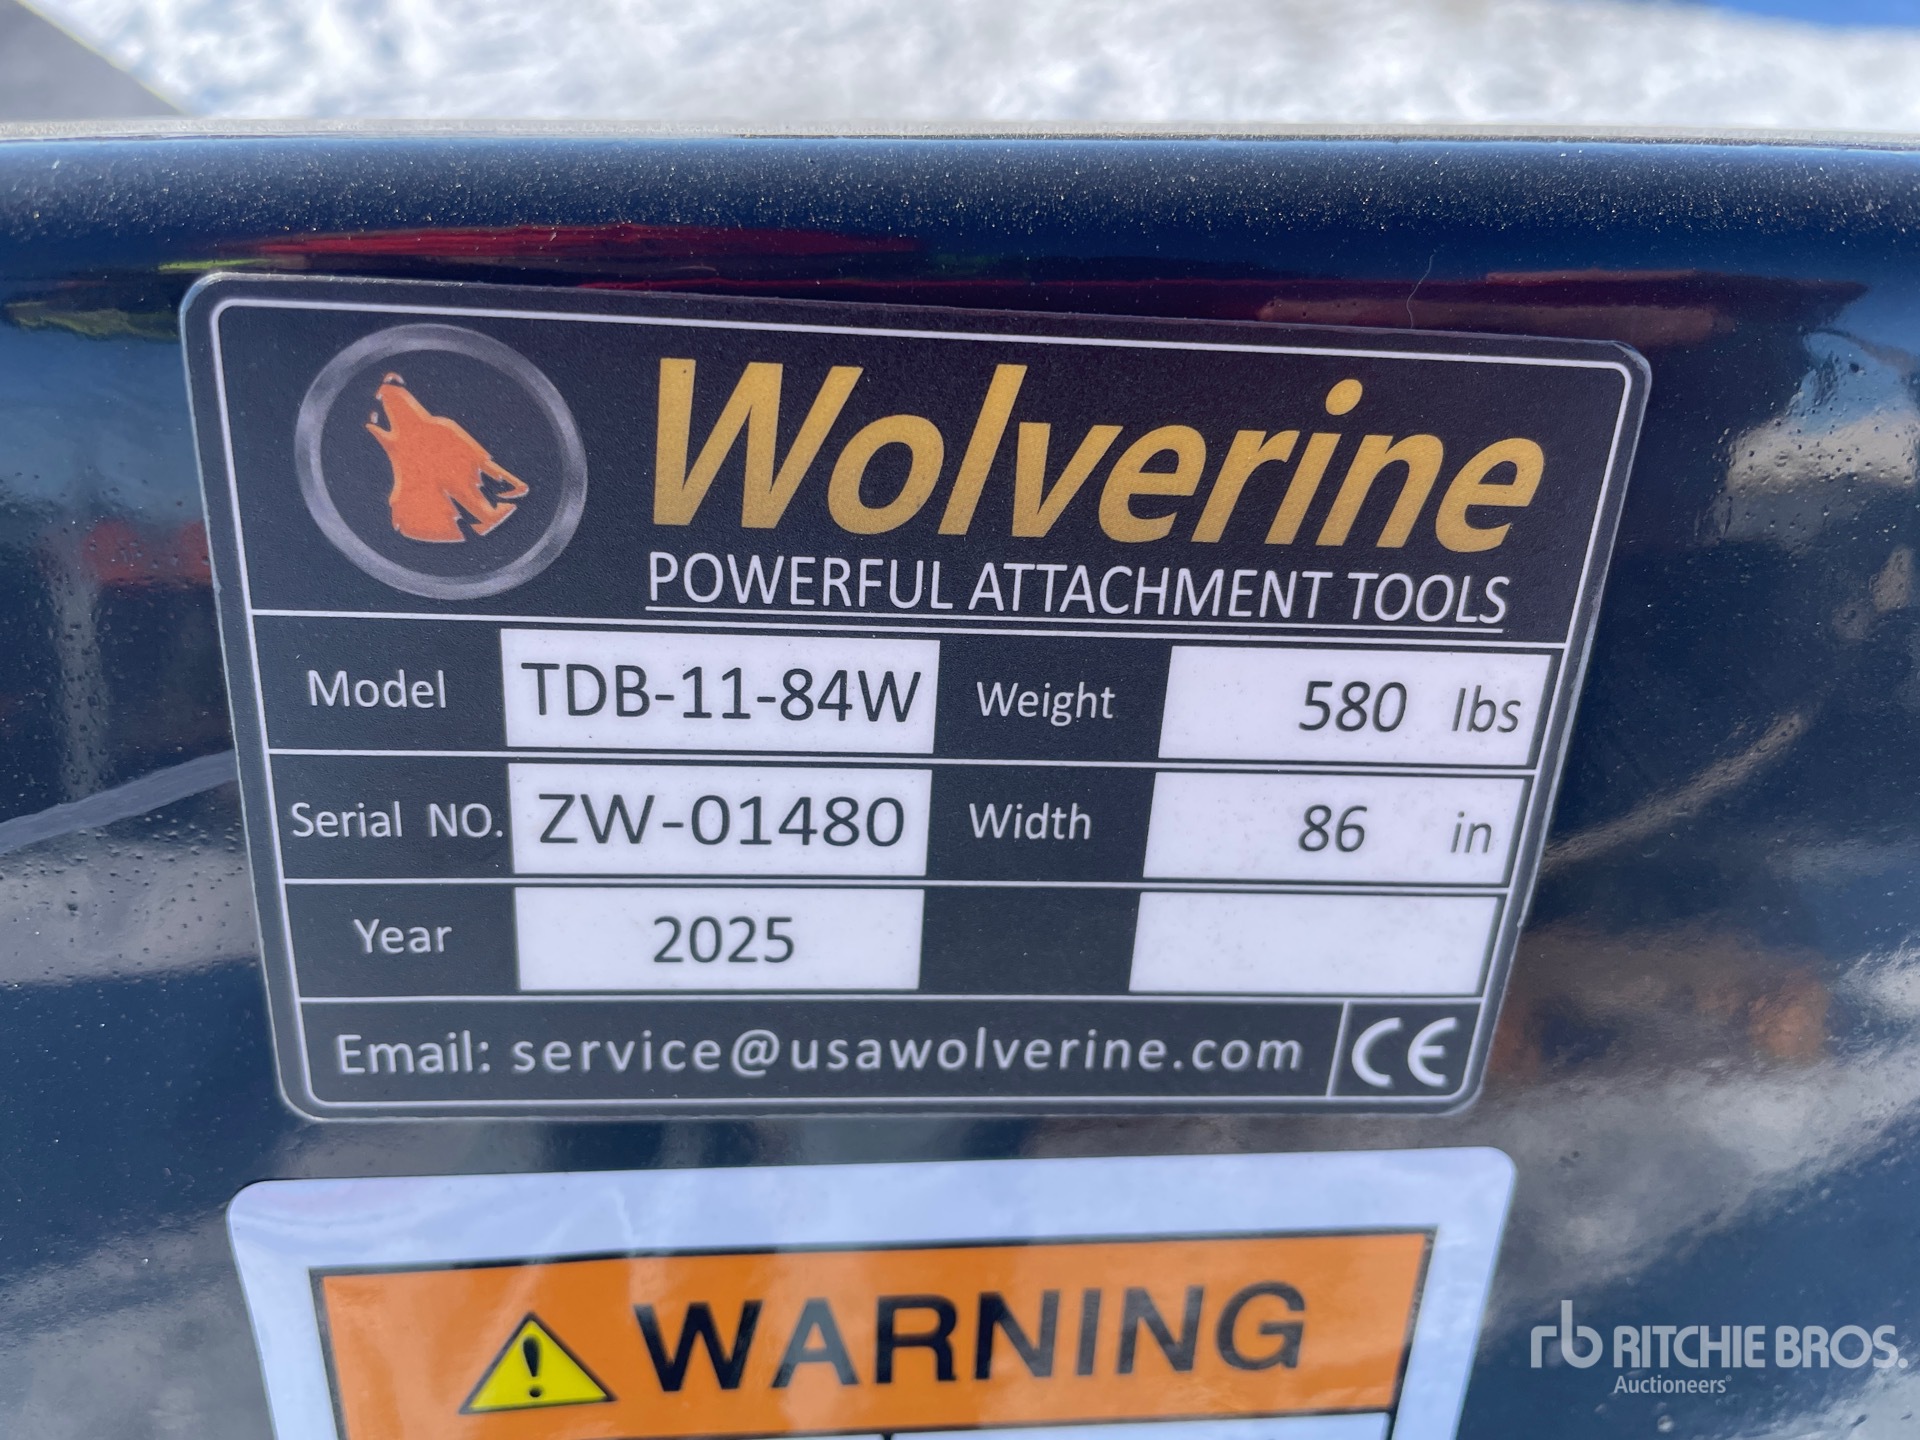 Wolverine
POWERFUL ATTACHMENT TOOLS
Model TDB-11-84W Weight 580 lbs
Serial NO. ZW-01480 Width 86 in
Year 2025
Email: service@usawolverine.com CE
WARNING
rb RITCHIE BROS.
Auctioneers